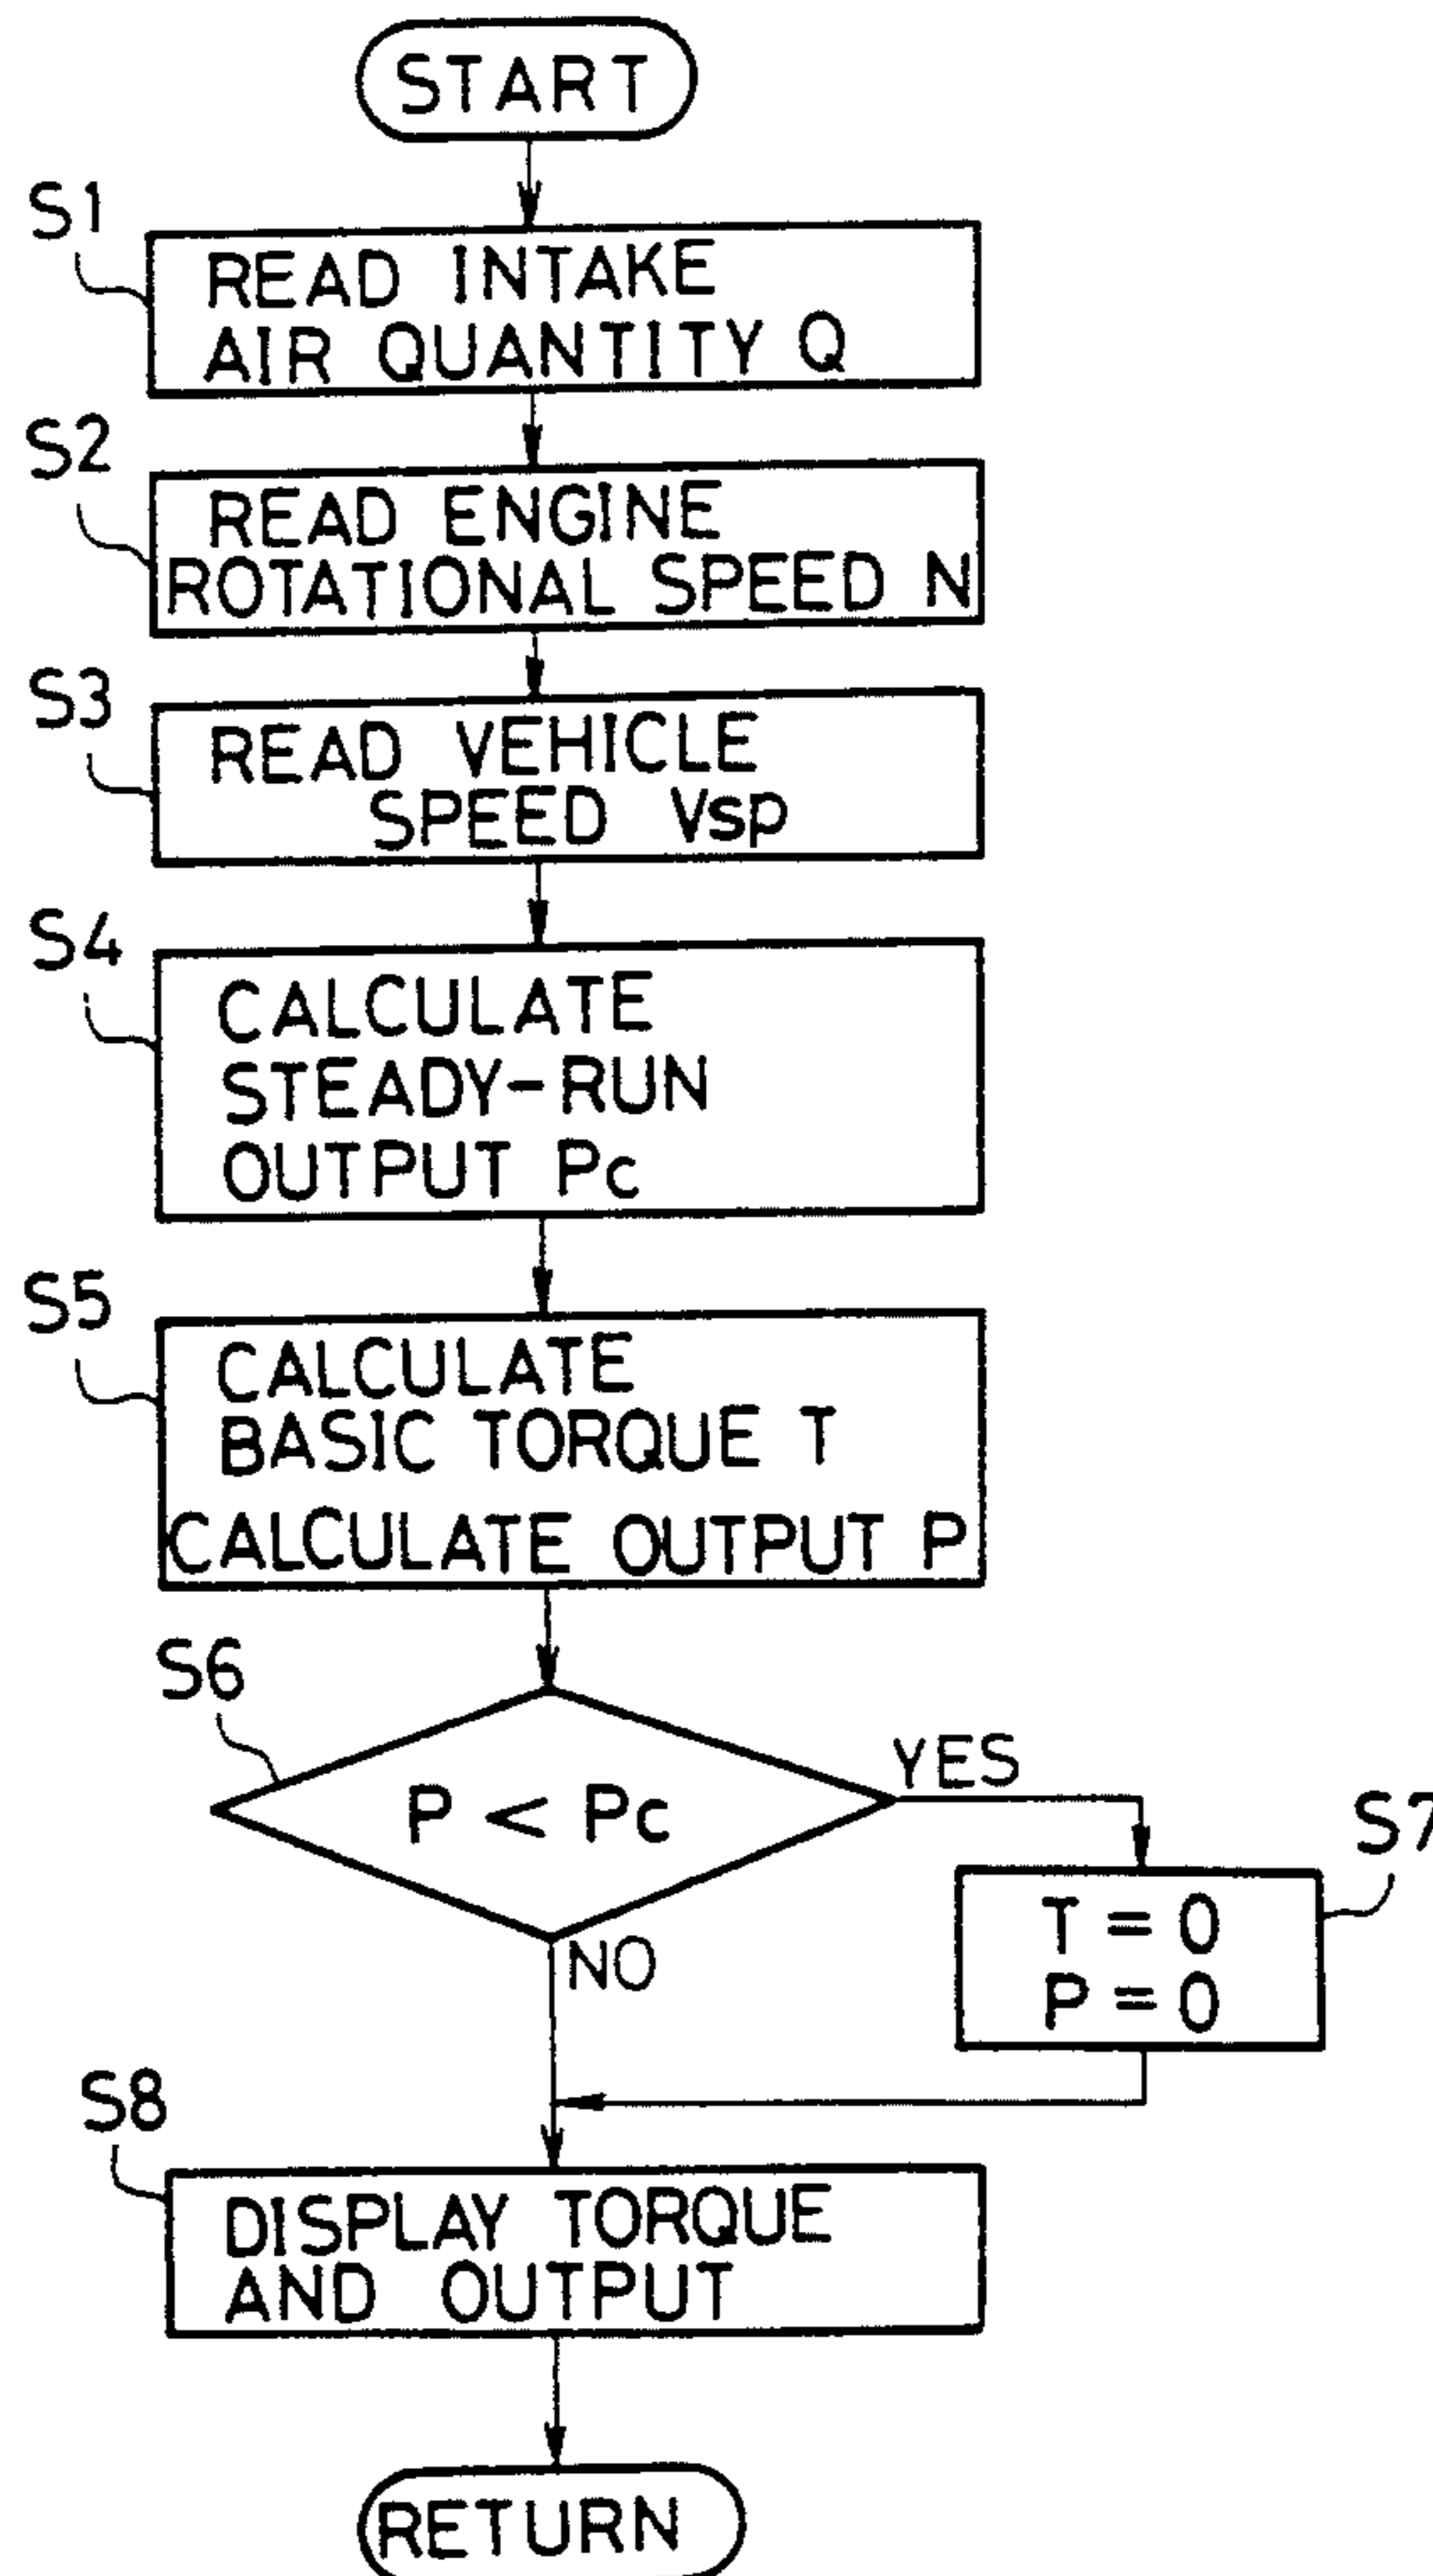 START
S1
READ INTAKE
AIR QUANTITY Q
S2
READ ENGINE
ROTATIONAL SPEED N
S3
READ VEHICLE
SPEED Vsp
S4
CALCULATE
STEADY-RUN
OUTPUT Pc
S5
CALCULATE
BASIC TORQUE T
CALCULATE OUTPUT P
S6
P < Pc
YES
S7
T = 0
P = 0
NO
S8
DISPLAY TORQUE
AND OUTPUT
RETURN